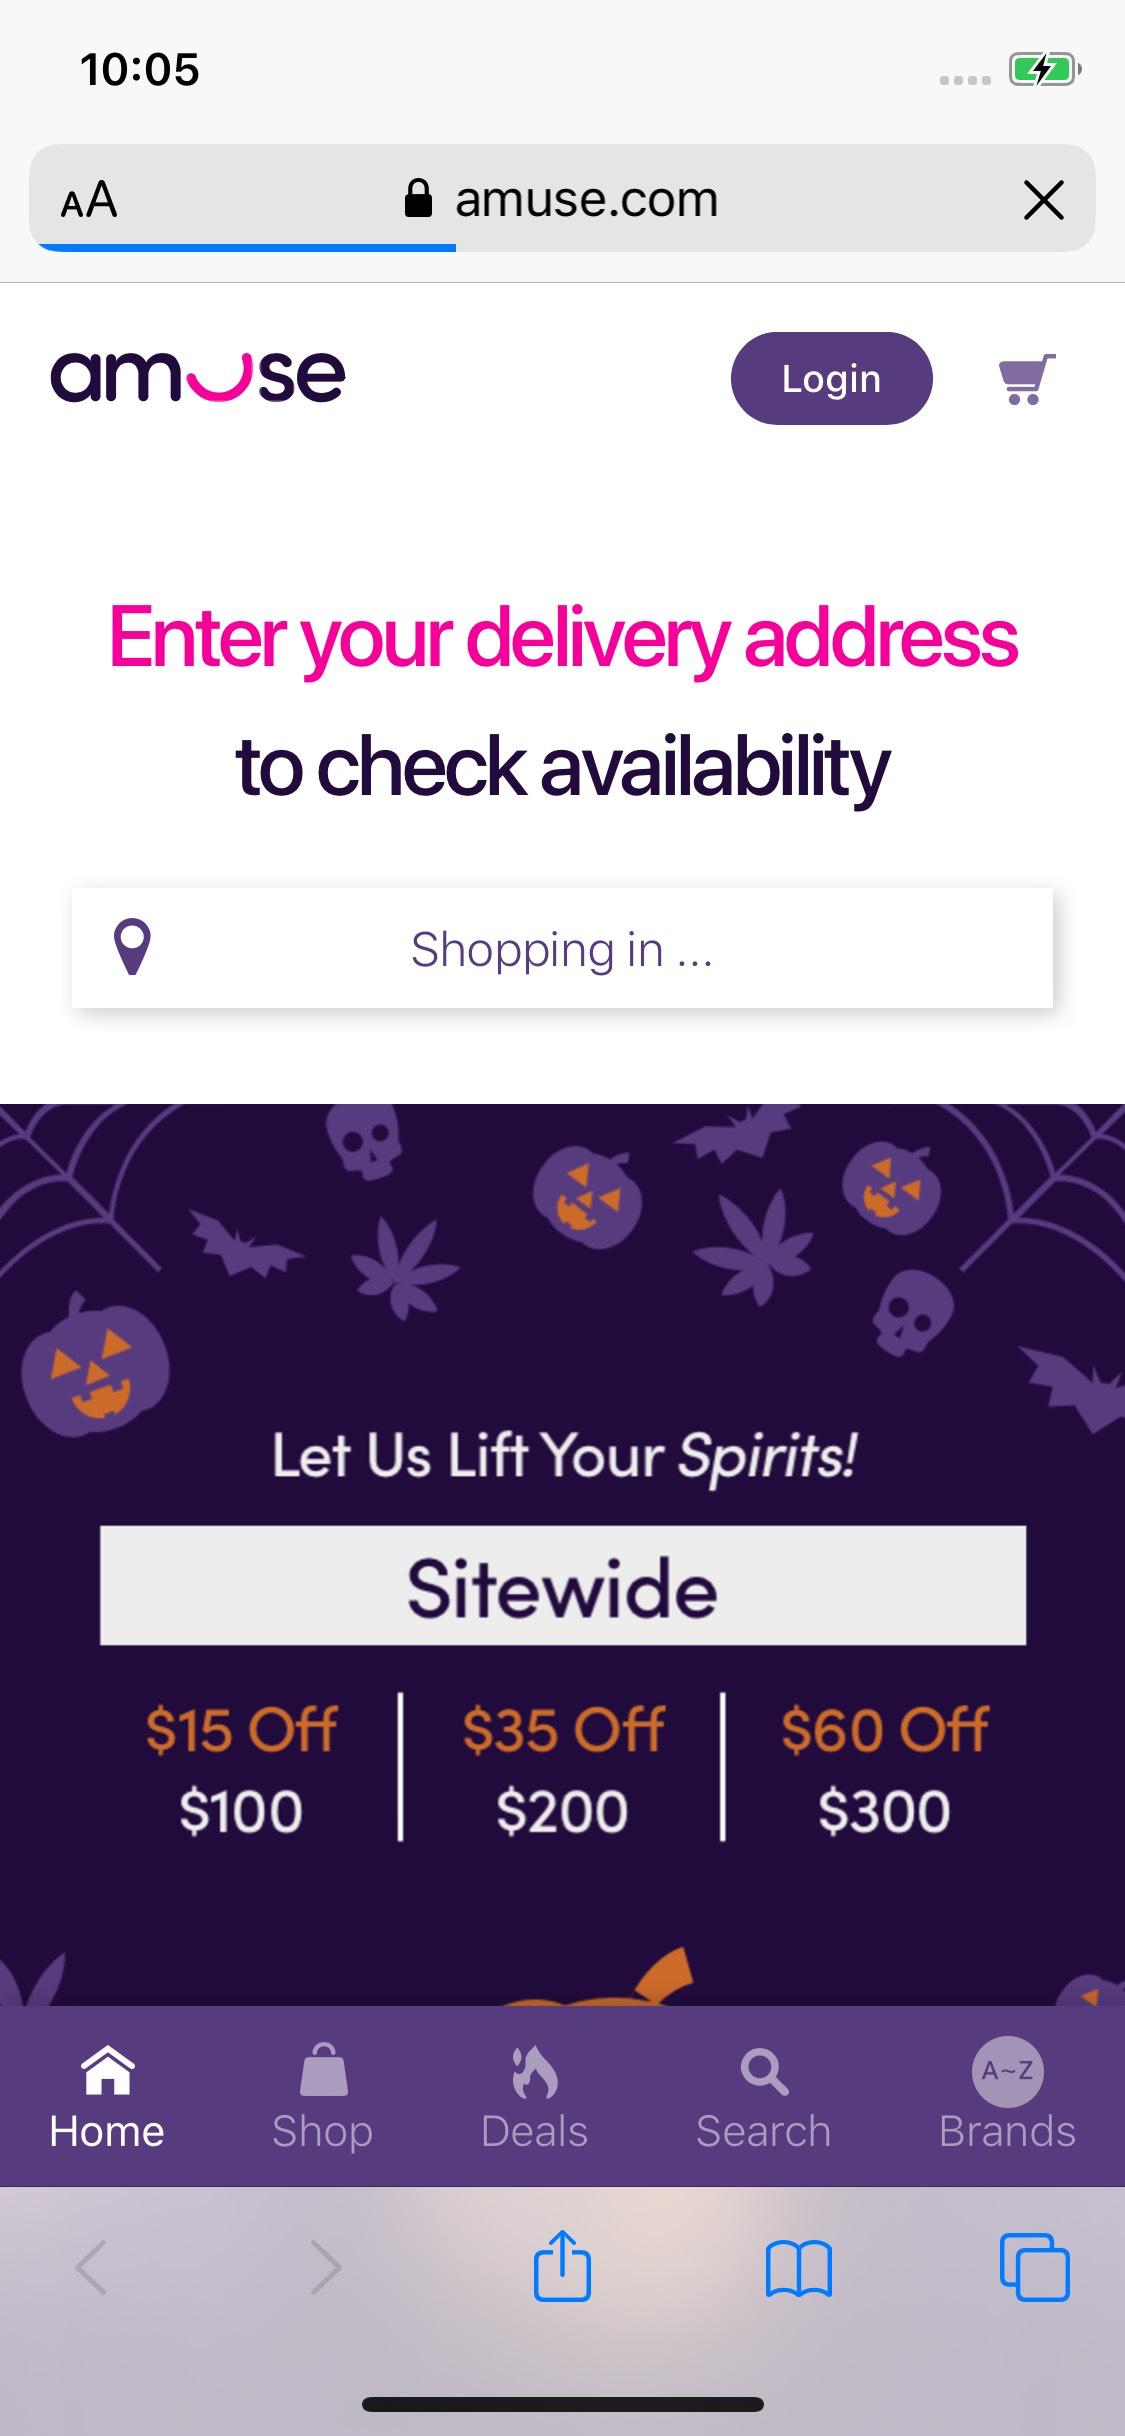 10:05
AA
amuse.com
amuse
Login
Enter your delivery address
to check availability
Shopping in ...
Let Us Lift Your Spirits!
Sitewide
$15 Off
$100
$35 Off
$200
$60 Off
$300
A~Z
Home
Shop
Deals
Search
Brands